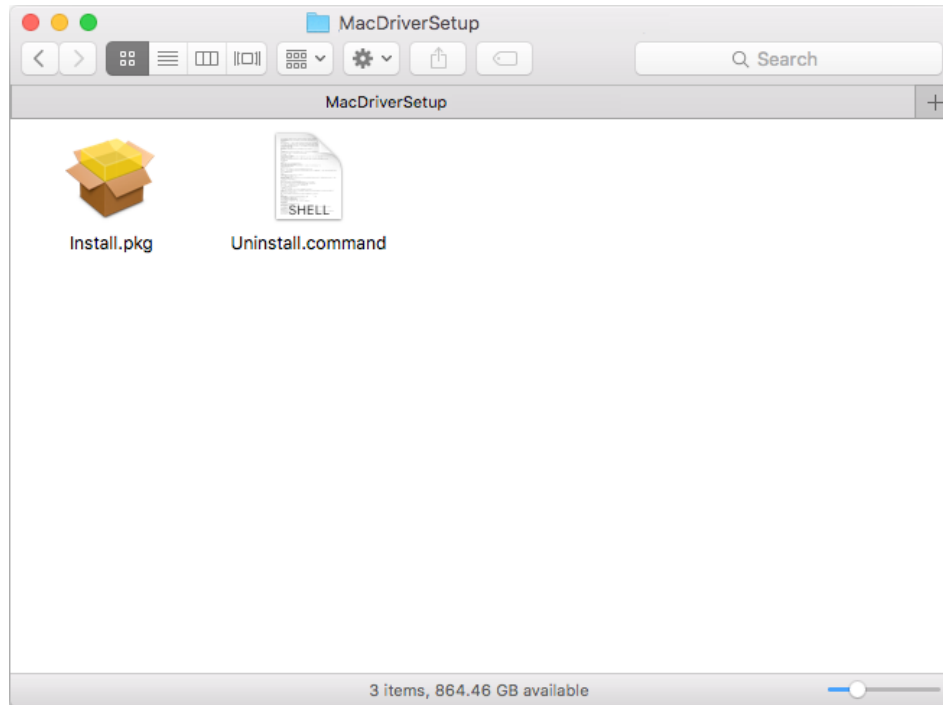 MacDriverSetup
Search
MacDriverSetup
SHELL
Install.pkg
Uninstall.command
3 items, 864.46 GB available